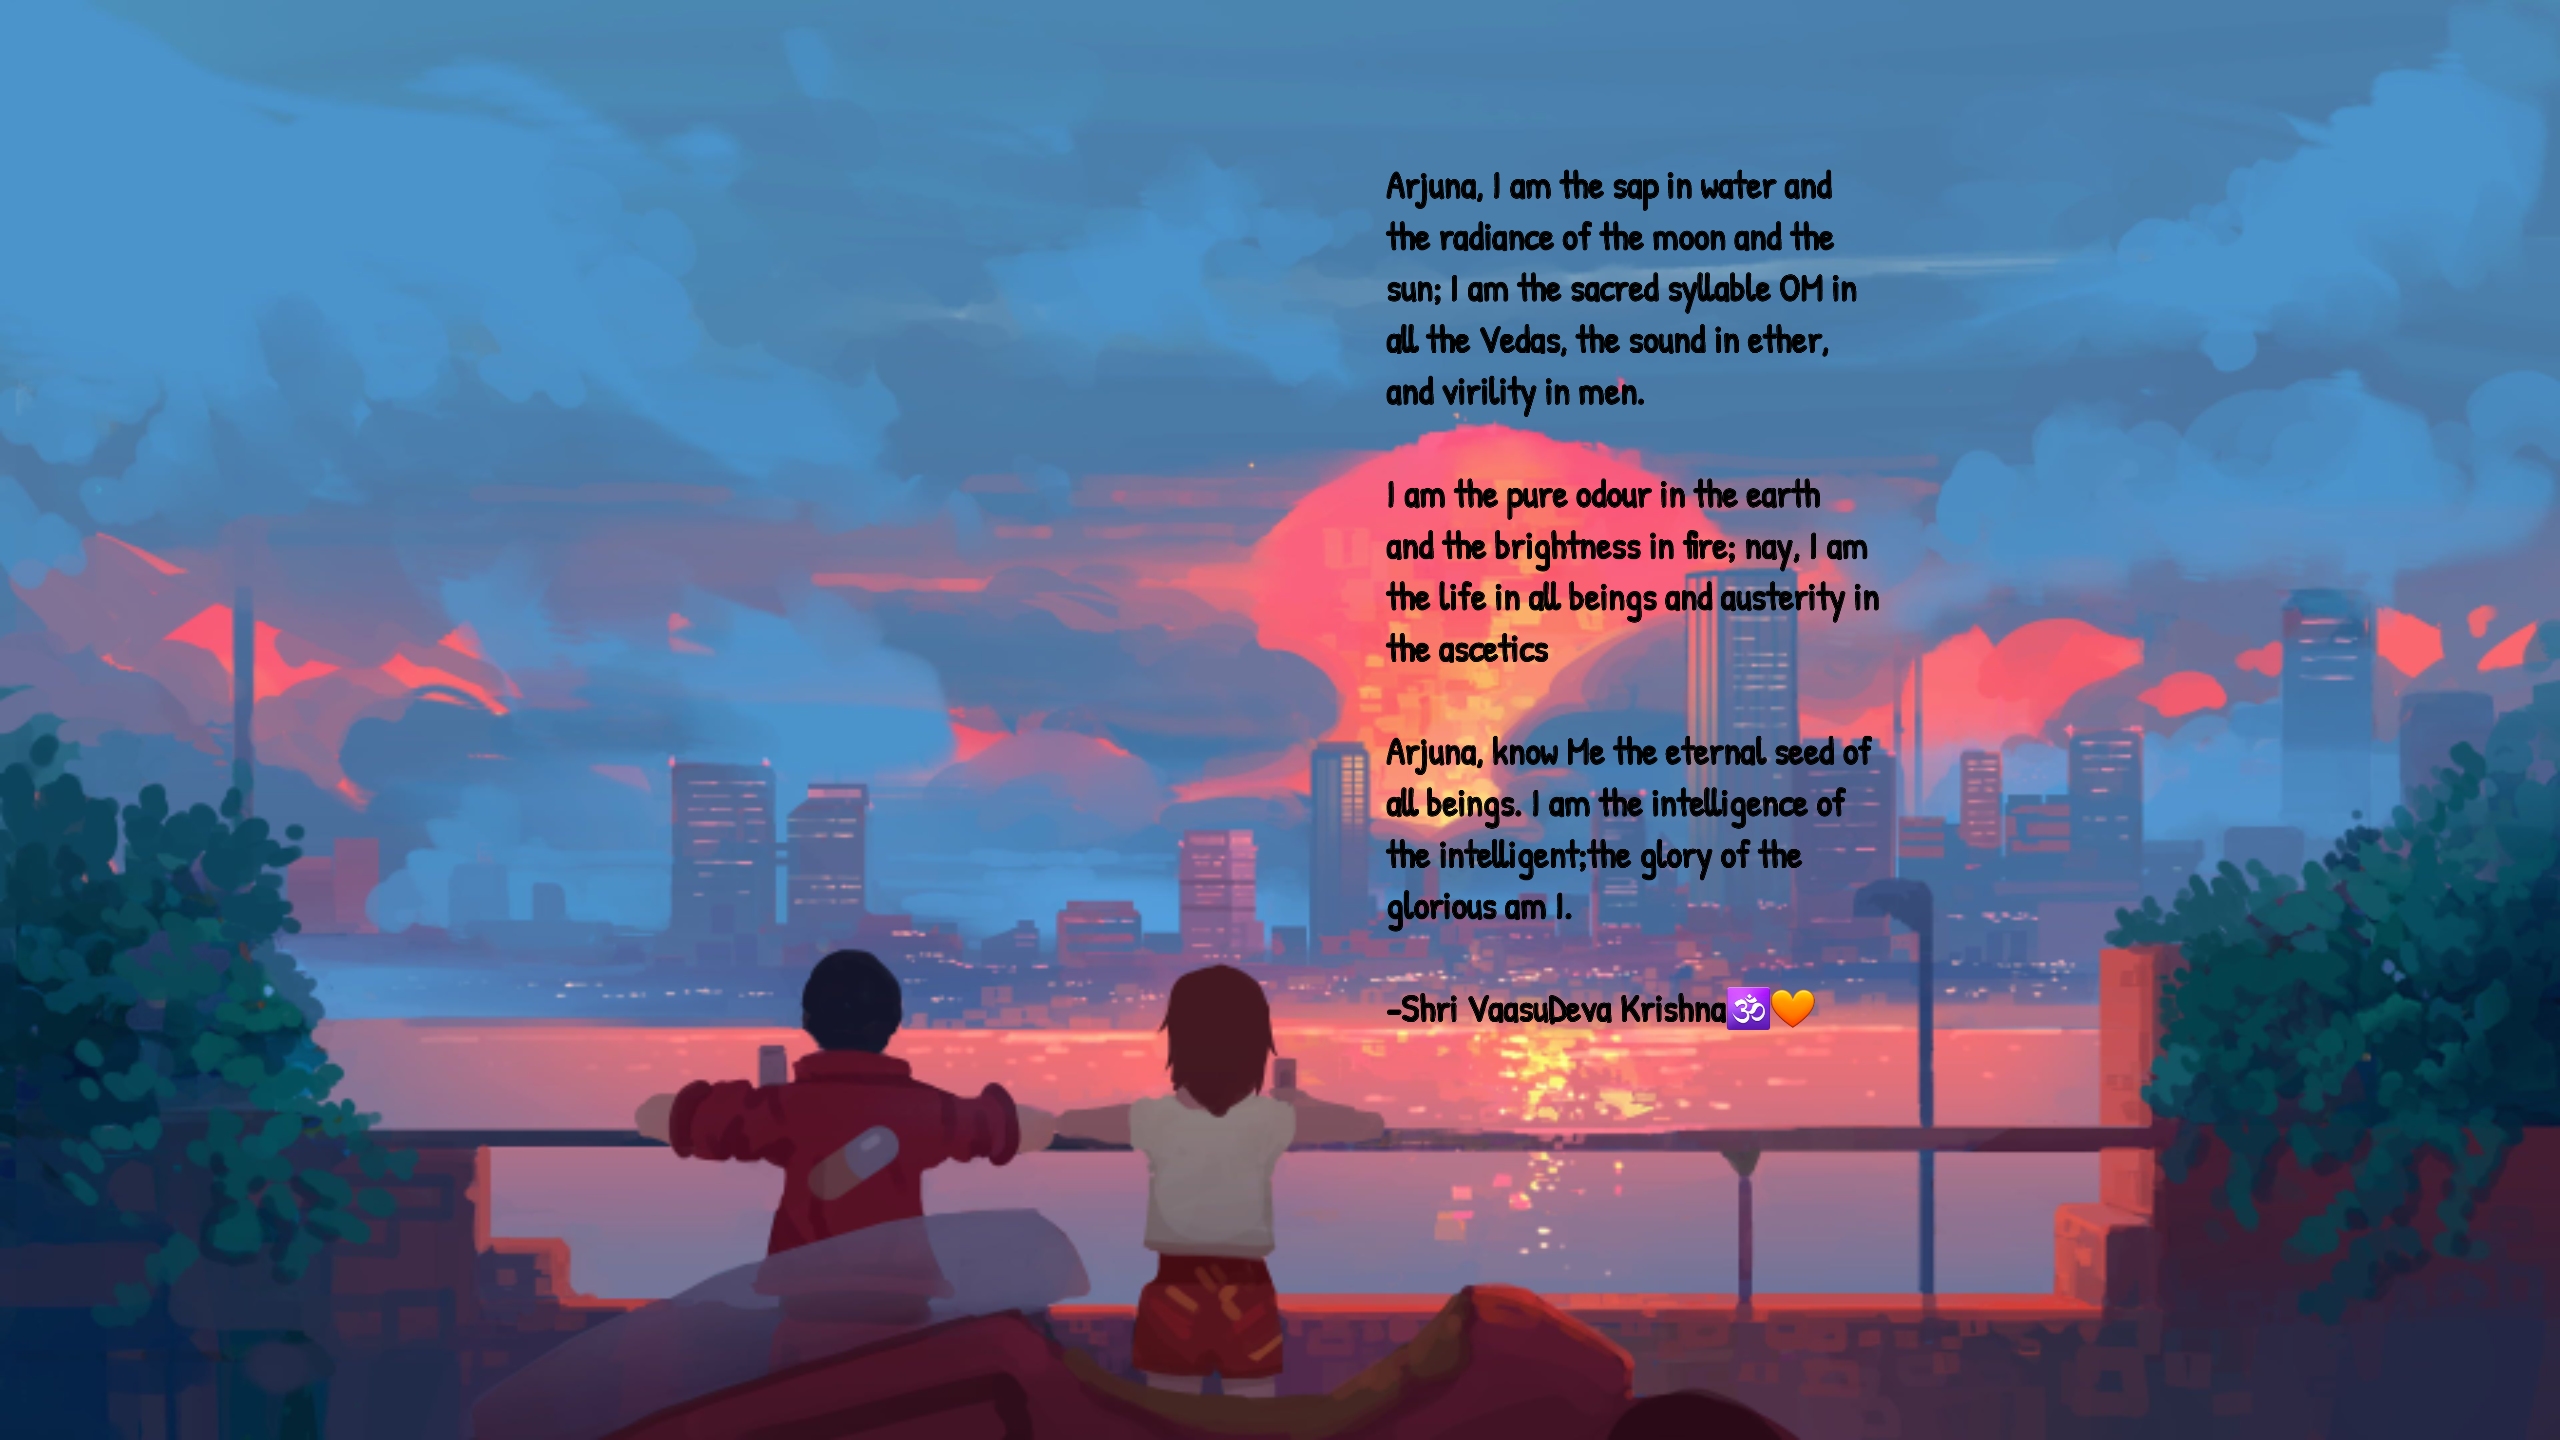 Arjuna, I am the sap in water and
the radiance of the moon and the
sun; I am the sacred syllable OM in
all the Vedas, the sound in ether,
and virility in men.
I am the pure odour in the earth
and the brightness in fire; nay, I am
the life in all beings and austerity in
the ascetics
Arjuna, know Me the eternal seed of
all beings. I am the intelligence of
the intelligent;the glory of the
glorious am I.
-Shri VaasuDeva Krishna🕉️🧡